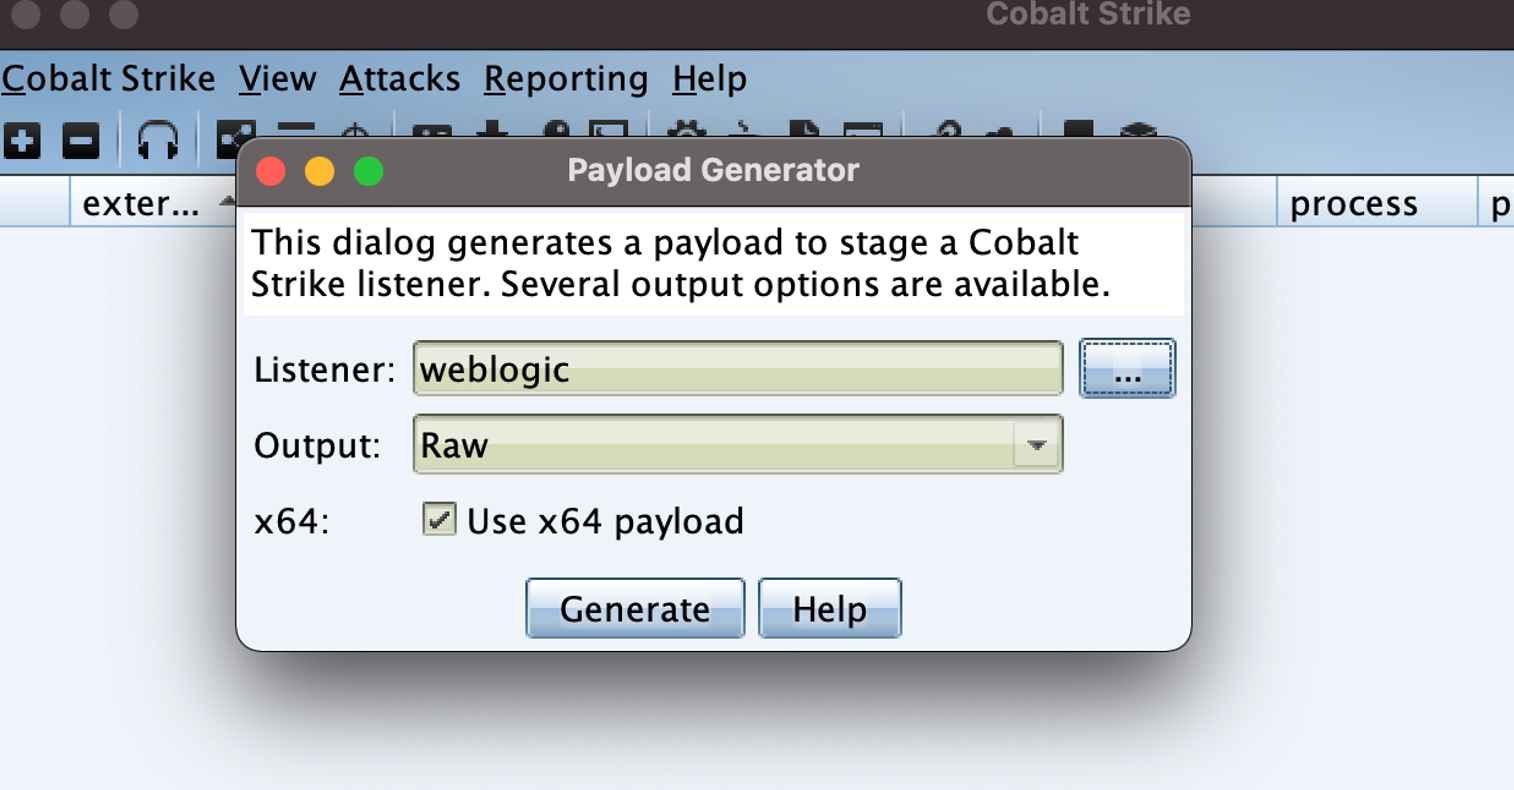 Cobalt Strike
Cobalt Strike View Attacks Reporting Help
Payload Generator
exter... process p
This dialog generates a payload to stage a Cobalt
Strike listener. Several output options are available.
Listener: weblogic ...
Output: Raw
x64: Use x64 payload
Generate Help